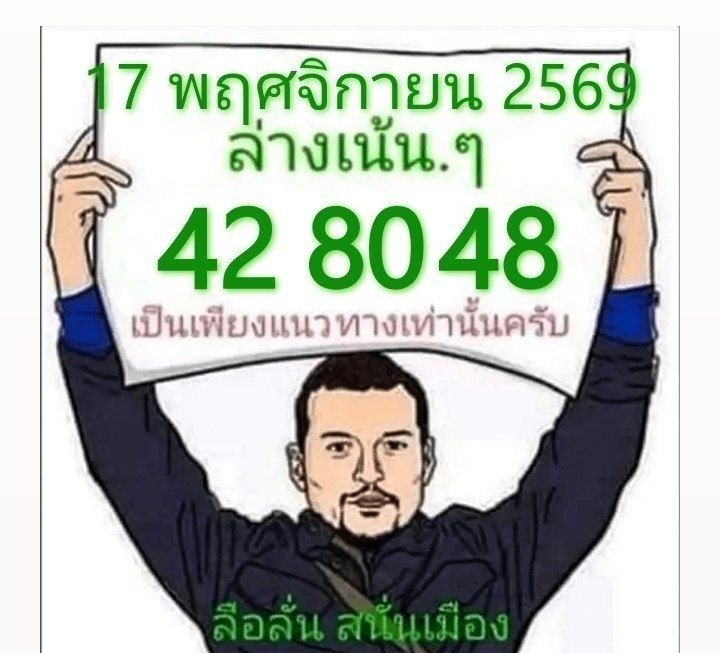 17 พฤศจิกายน 2569
ล่างเน้น.ๆ
42 80 48
เป็นเพียงแนวทางเท่านั้นครับ
ลือลั่น สนั่นเมือง